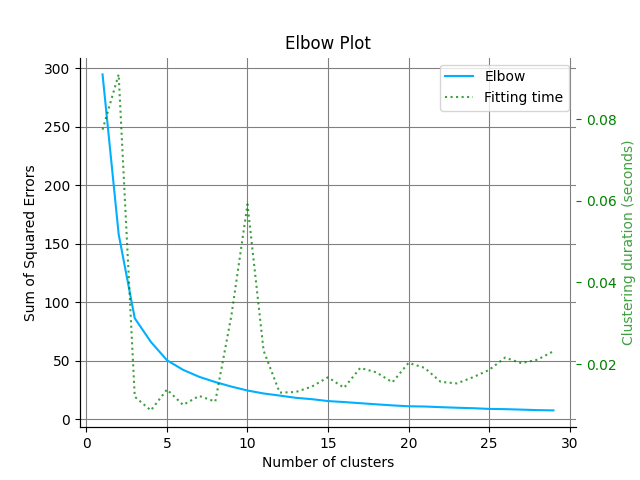 Elbow Plot
Elbow
Fitting time
300
250
200
150
100
50
0
Sum of Squared Errors
0.08
0.06
0.04
0.02
Clustering duration (seconds)
0 5 10 15 20 25 30
Number of clusters